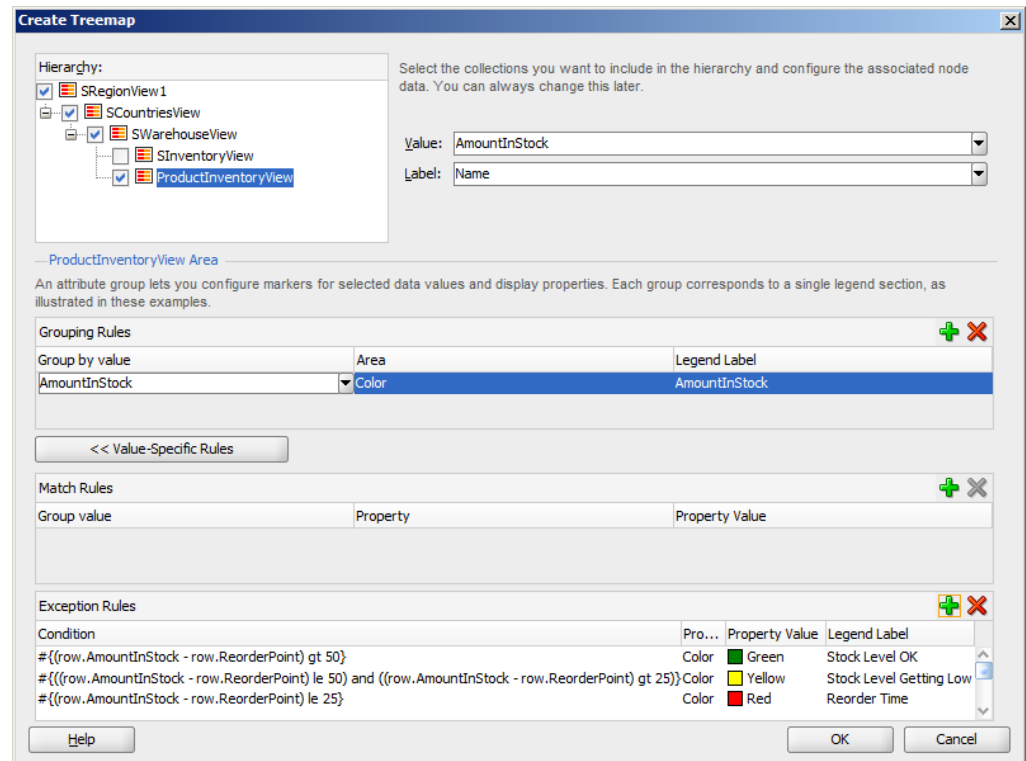 Create Treemap
Hierarchy:
SRegionView1
SCountriesView
SWarehouseView
SInventoryView
ProductInventoryView
Select the collections you want to include in the hierarchy and configure the associated node
data. You can always change this later.
Value: AmountInStock
Label: Name
ProductInventoryView Area
An attribute group lets you configure markers for selected data values and display properties. Each group corresponds to a single legend section, as
illustrated in these examples.
Grouping Rules
Group by value Area Legend Label
AmountInStock Color AmountInStock
<< Value-Specific Rules
Match Rules
Group value Property Property Value
Exception Rules
Condition Pro... Property Value Legend Label
#{(row.AmountInStock - row.ReorderPoint) gt 50} Color Green Stock Level OK
#{((row.AmountInStock - row.ReorderPoint) le 50) and ((row.AmountInStock - row.ReorderPoint) gt 25)} Color Yellow Stock Level Getting Low
#{(row.AmountInStock - row.ReorderPoint) le 25} Color Red Reorder Time
Help OK Cancel